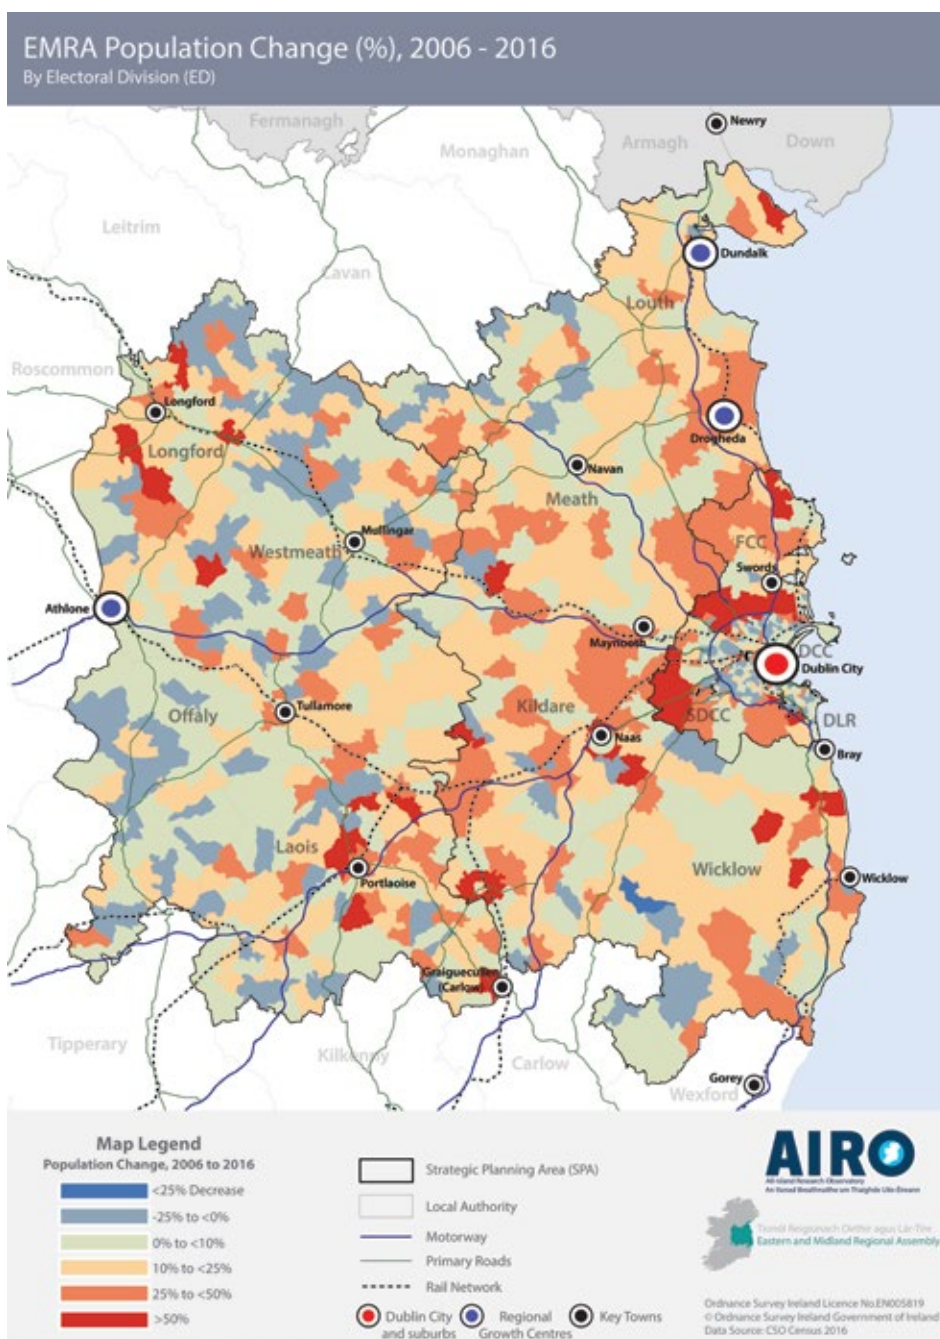 EMRA Population Change (%), 2006 - 2016
By Electoral Division (ED)
Fermanagh
Newry
Armagh
Down
Monaghan
Leitrim
Cavan
Dundalk
Louth
Roscommon
Longford
Drogheda
Longford
Navan
Meath
Mullingar
Westmeath
FCC
Swords
Athlone
Maynooth
DCC
Dublin City
Tullamore
Offaly
Kildare
SDCC
DLR
Naas
Bray
Laois
Portlaoise
Wicklow
Wicklow
Graiguecullen
(Carlow)
Tipperary
Kilkenny
Carlow
Gorey
Wexford
Map Legend
Population Change, 2006 to 2016
<25% Decrease
-25% to <0%
0% to <10%
10% to <25%
25% to <50%
>50%
Strategic Planning Area (SPA)
Local Authority
Motorway
Primary Roads
Rail Network
Dublin City
and suburbs
Regional
Growth Centres
Key Towns
AIRO
All-Island Research Observatory
Eastern and Midland Regional Assembly
Ordnance Survey Ireland Licence No.EN005819
© Ordnance Survey Ireland Government of Ireland
Data Source: CSO Census 2016